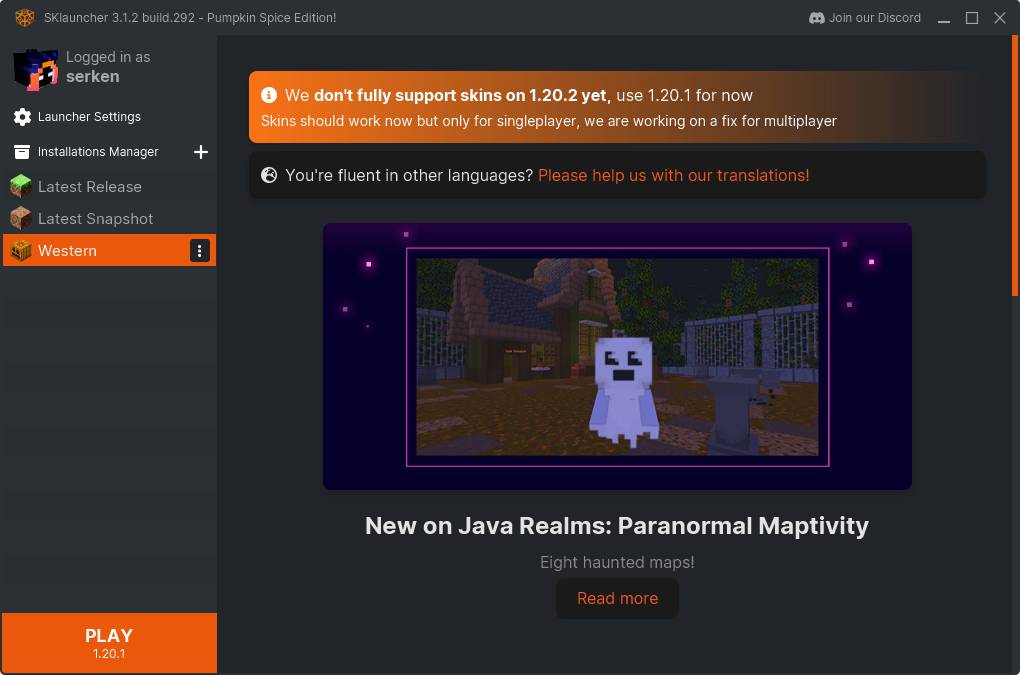 SKlauncher 3.1.2 build.292 - Pumpkin Spice Edition!
Join our Discord
Logged in as
serken
Launcher Settings
Installations Manager
Latest Release
Latest Snapshot
Western
PLAY
1.20.1
We don't fully support skins on 1.20.2 yet, use 1.20.1 for now
Skins should work now but only for singleplayer, we are working on a fix for multiplayer
You're fluent in other languages? Please help us with our translations!
New on Java Realms: Paranormal Maptivity
Eight haunted maps!
Read more